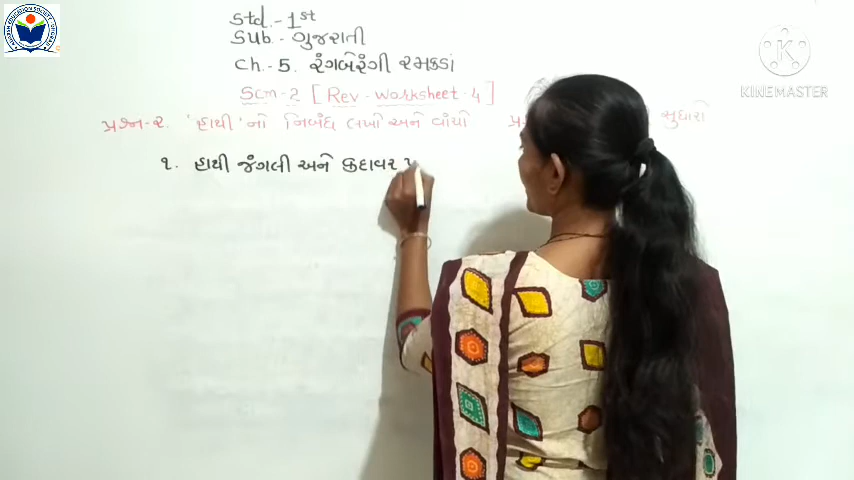 Std.-1st
Sub.- ગુજરાતી
Ch.-5. રંગબેરંગી રમકડાં
Sem-2 [Rev-Worksheet-4]
પ્રશ્ન-૨. 'હાથી'નો નિબંધ લખો અને વાંચો
સુધારો
૧. હાથી જંગલી અને કદાવર
KINEMASTER